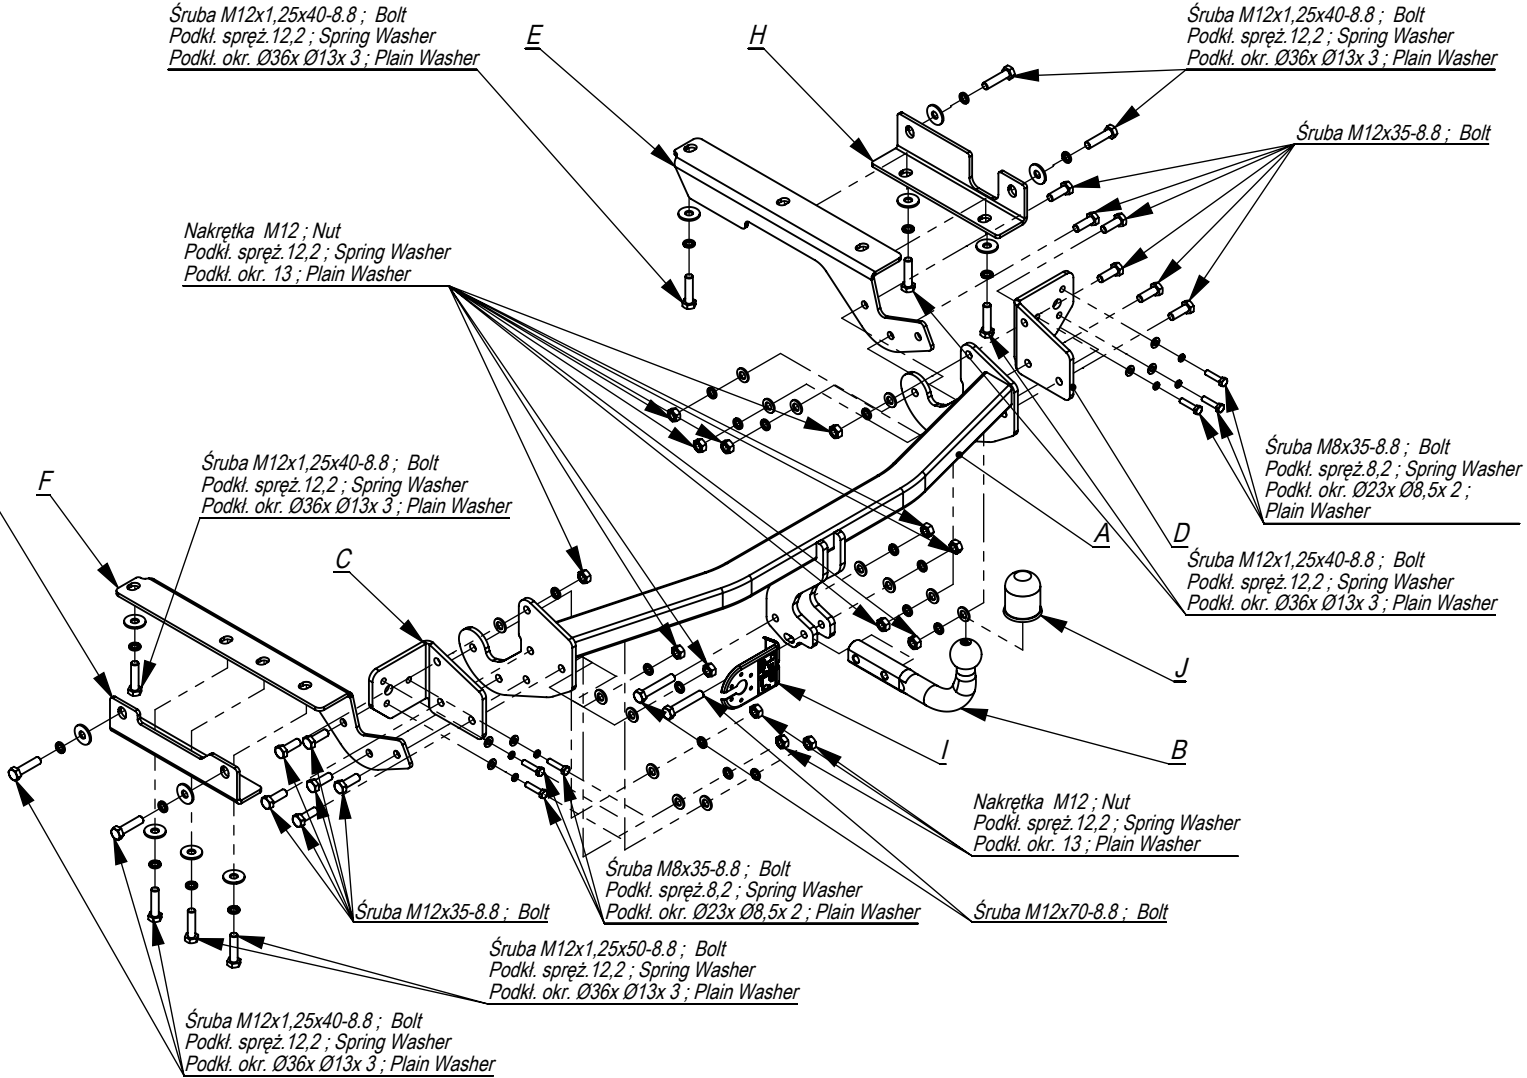 Śruba M12x1,25x40-8.8 ; Bolt
Podkł. spręż.12,2 ; Spring Washer
Podkł. okr. Ø36x Ø13x 3 ; Plain Washer
E
H
Śruba M12x1,25x40-8.8 ; Bolt
Podkł. spręż.12,2 ; Spring Washer
Podkł. okr. Ø36x Ø13x 3 ; Plain Washer
Śruba M12x35-8.8 ; Bolt
Nakrętka M12 ; Nut
Podkł. spręż.12,2 ; Spring Washer
Podkł. okr. 13 ; Plain Washer
Śruba M8x35-8.8 ; Bolt
Podkł. spręż.8,2 ; Spring Washer
Podkł. okr. Ø23x Ø8,5x 2 ;
Plain Washer
F
Śruba M12x1,25x40-8.8 ; Bolt
Podkł. spręż.12,2 ; Spring Washer
Podkł. okr. Ø36x Ø13x 3 ; Plain Washer
C
A
D
Śruba M12x1,25x40-8.8 ; Bolt
Podkł. spręż.12,2 ; Spring Washer
Podkł. okr. Ø36x Ø13x 3 ; Plain Washer
J
I
B
Nakrętka M12 ; Nut
Podkł. spręż.12,2 ; Spring Washer
Podkł. okr. 13 ; Plain Washer
Śruba M8x35-8.8 ; Bolt
Podkł. spręż.8,2 ; Spring Washer
Podkł. okr. Ø23x Ø8,5x 2 ; Plain Washer
Śruba M12x70-8.8 ; Bolt
Śruba M12x35-8.8 ; Bolt
Śruba M12x1,25x50-8.8 ; Bolt
Podkł. spręż.12,2 ; Spring Washer
Podkł. okr. Ø36x Ø13x 3 ; Plain Washer
Śruba M12x1,25x40-8.8 ; Bolt
Podkł. spręż.12,2 ; Spring Washer
Podkł. okr. Ø36x Ø13x 3 ; Plain Washer